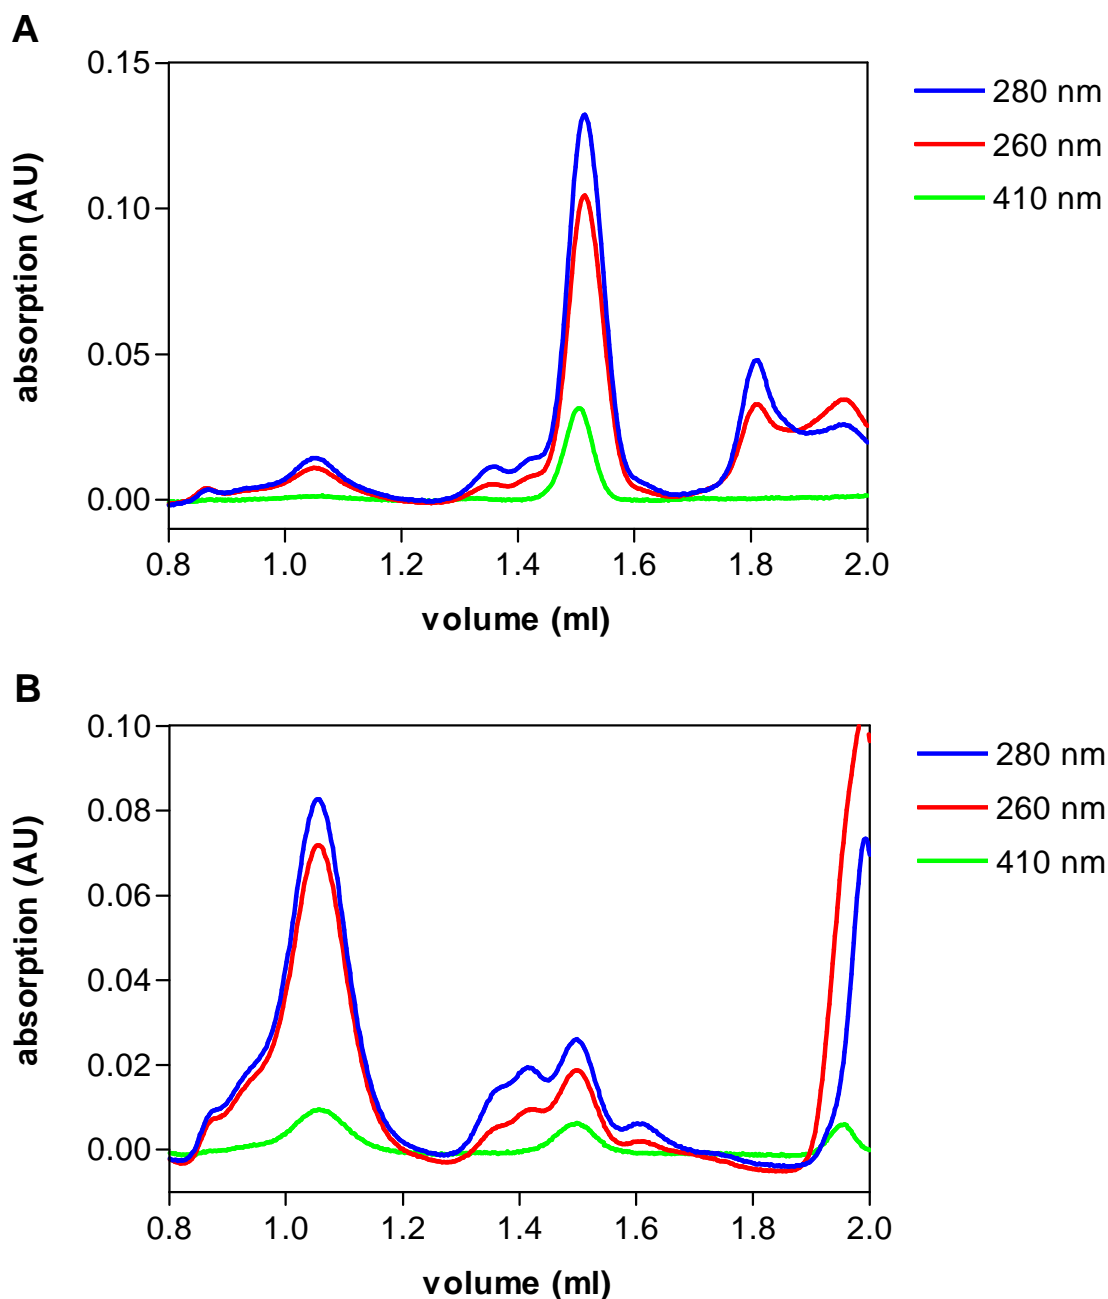 A
0.15
0.10
0.05
0.00
absorption (AU)
0.8 1.0 1.2 1.4 1.6 1.8 2.0
volume (ml)
280 nm
260 nm
410 nm
B
0.10
0.08
0.06
0.04
0.02
0.00
absorption (AU)
0.8 1.0 1.2 1.4 1.6 1.8 2.0
volume (ml)
280 nm
260 nm
410 nm